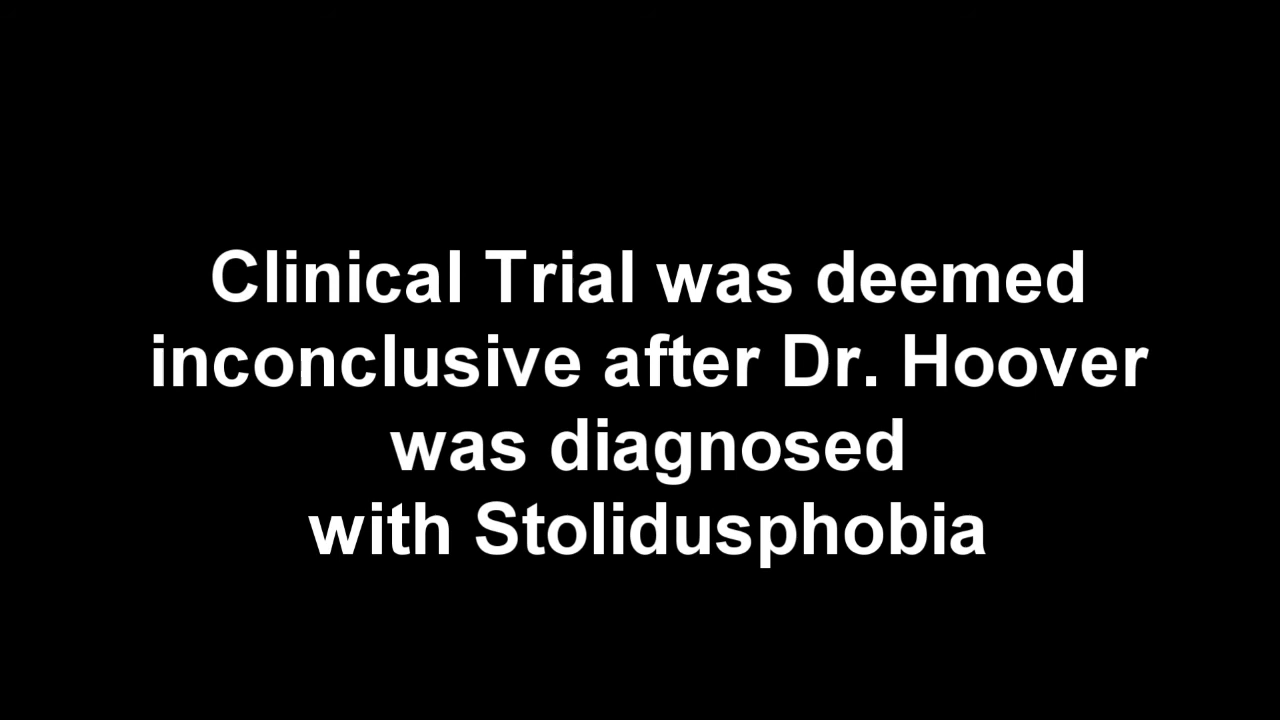 Clinical Trial was deemed
inconclusive after Dr. Hoover
was diagnosed
with Stolidusphobia